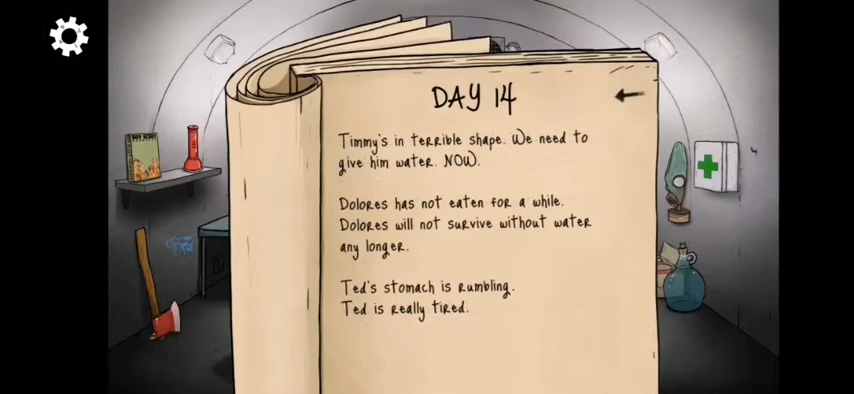 DAY 14
Timmy's in terrible shape. We need to
give him water. NOW.
Dolores has not eaten for a while.
Dolores will not survive without water
any longer.
Ted's stomach is rumbling.
Ted is really tired.